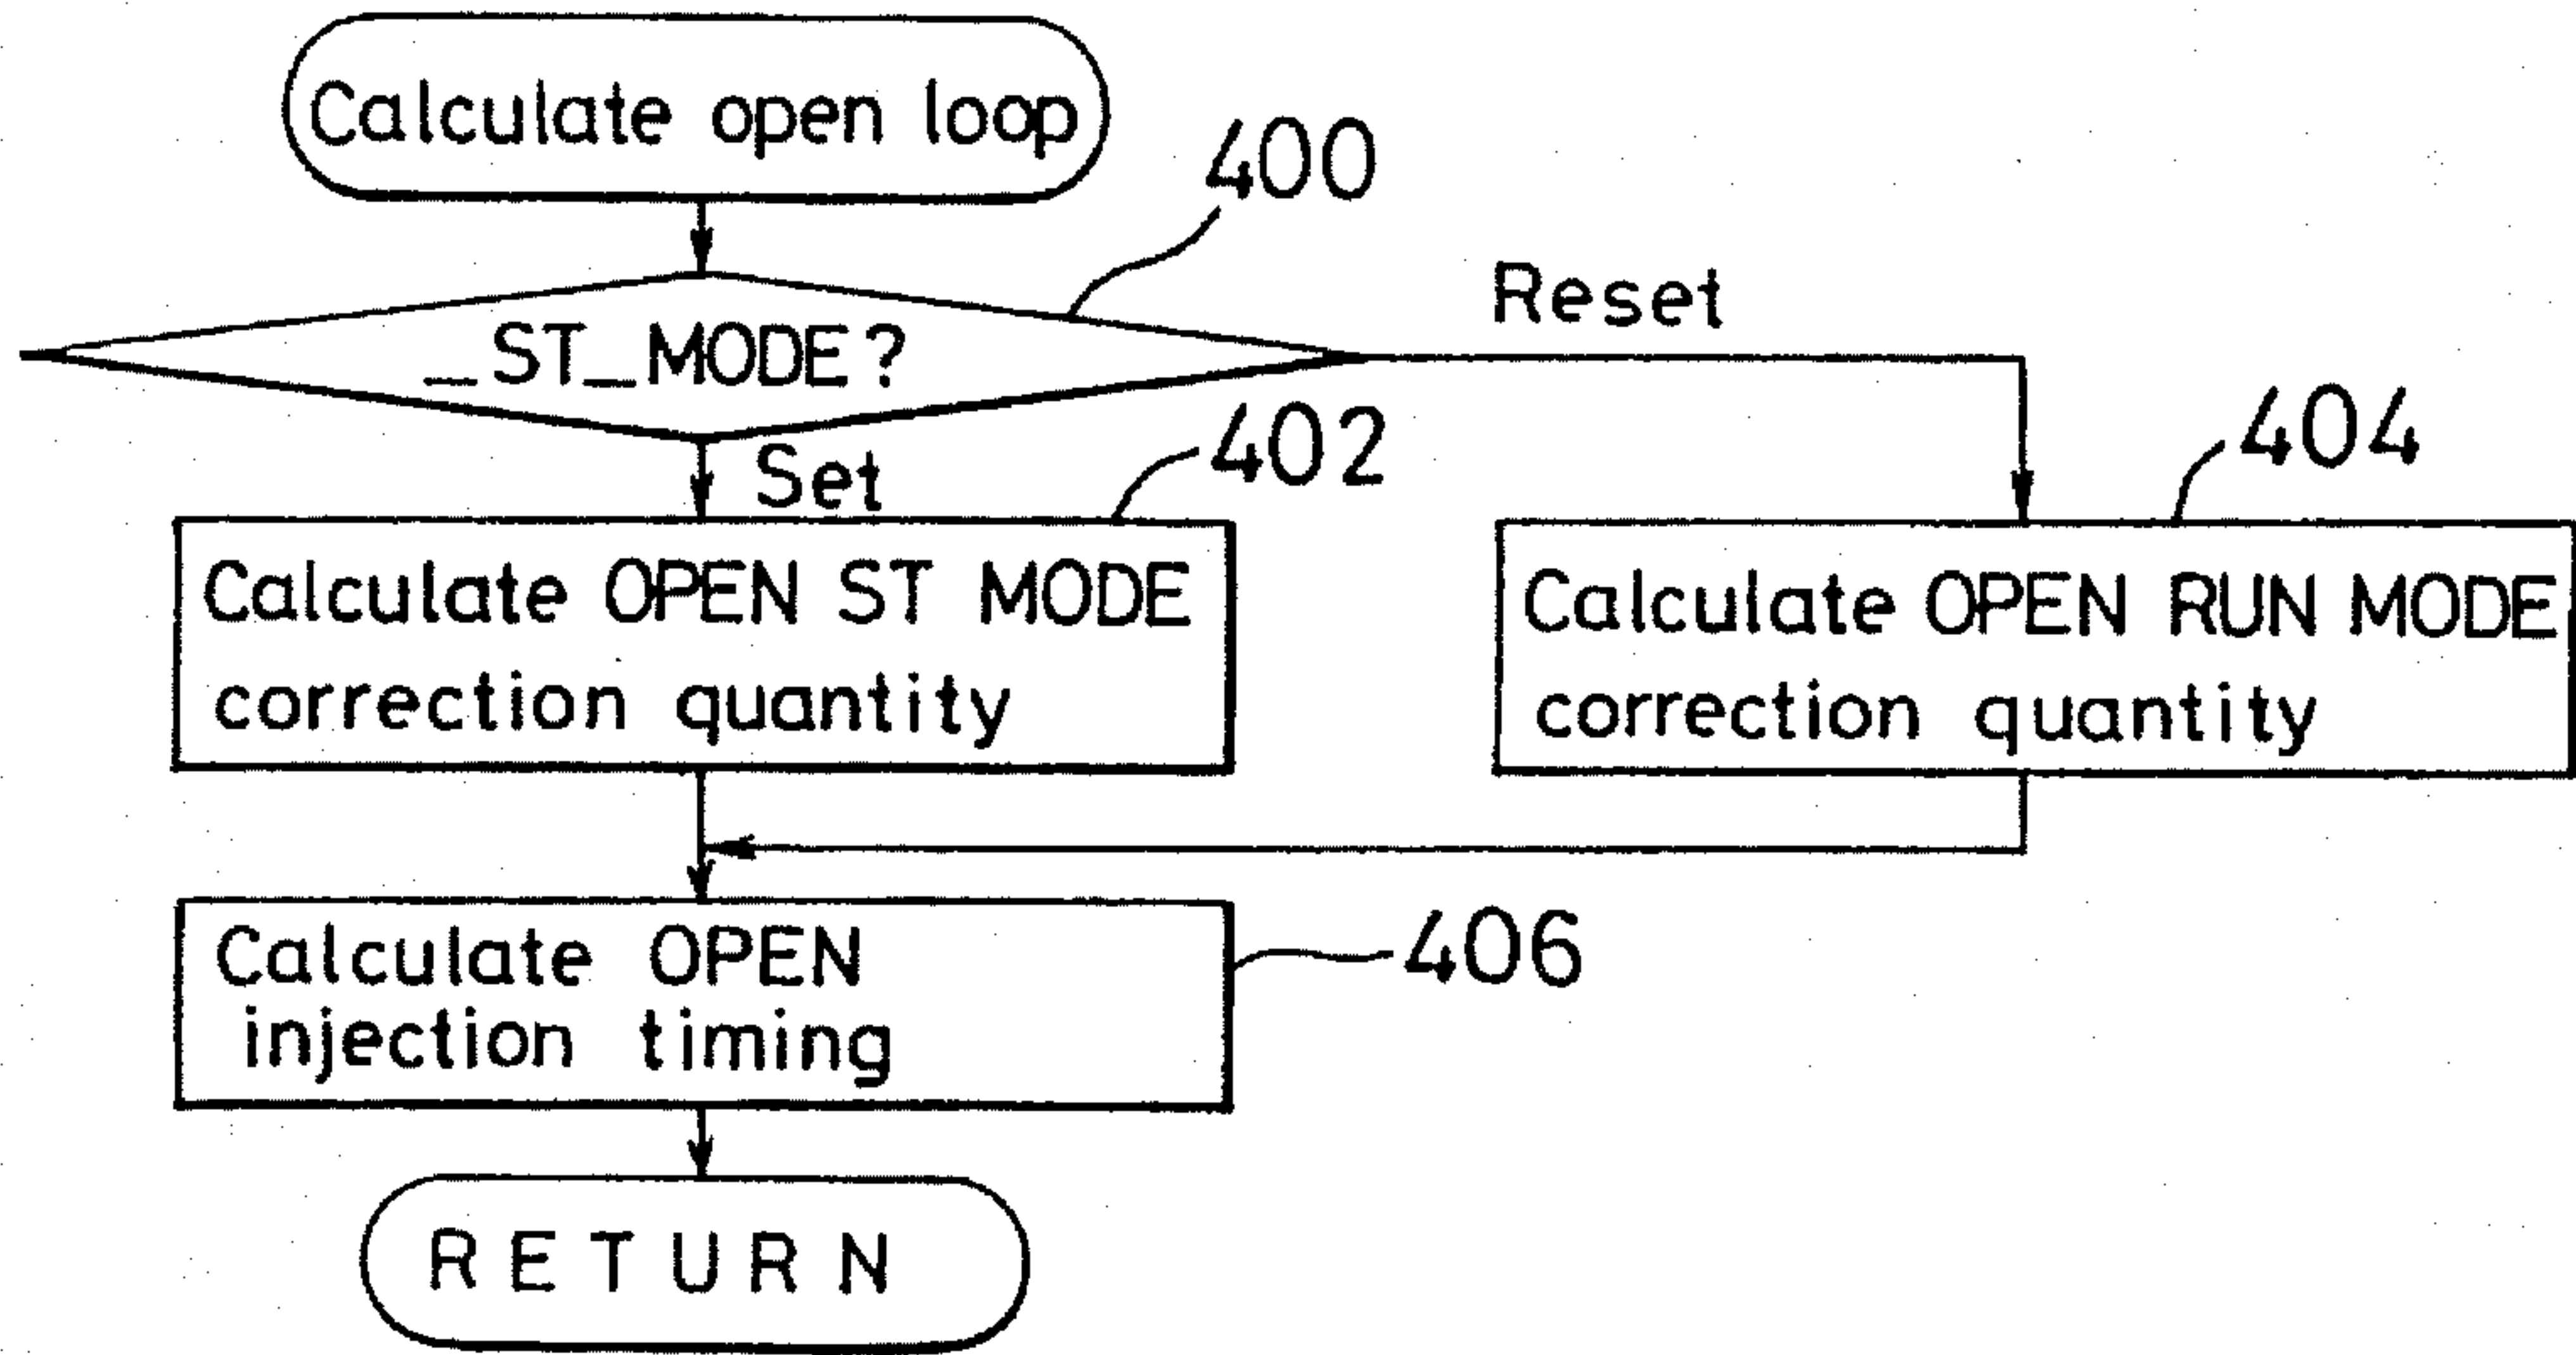 Calculate open loop
400
_ST_MODE?
Reset
Set
402
404
Calculate OPEN ST MODE
correction quantity
Calculate OPEN RUN MODE
correction quantity
Calculate OPEN
injection timing
406
RETURN